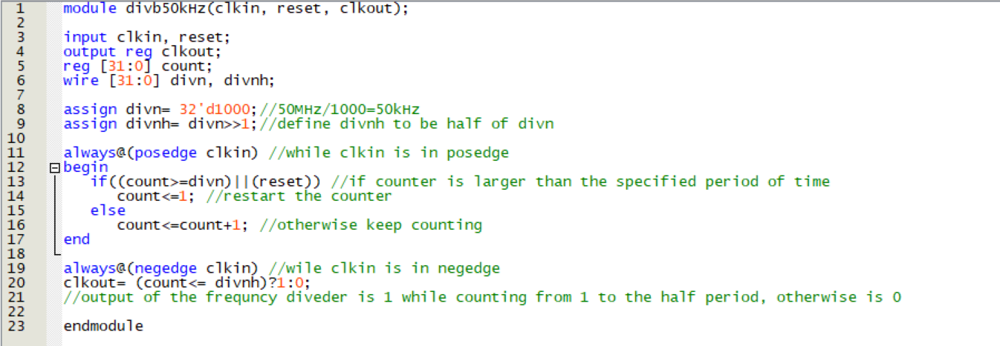 1 module divb50kHz(clkin, reset, clkout);
2
3 input clkin, reset;
4 output reg clkout;
5 reg [31:0] count;
6 wire [31:0] divn, divnh;
7
8 assign divn= 32'd1000;//50MHz/1000=50kHz
9 assign divnh= divn>>1;//define divnh to be half of divn
10
11 always@(posedge clkin) //while clkin is in posedge
12 begin
13 if((count>=divn)||(reset)) //if counter is larger than the specified period of time
14 count<=1; //restart the counter
15 else
16 count<=count+1; //otherwise keep counting
17 end
18
19 always@(negedge clkin) //wile clkin is in negedge
20 clkout= (count<= divnh)?1:0;
21 //output of the frequncy diveder is 1 while counting from 1 to the half period, otherwise is 0
22
23 endmodule